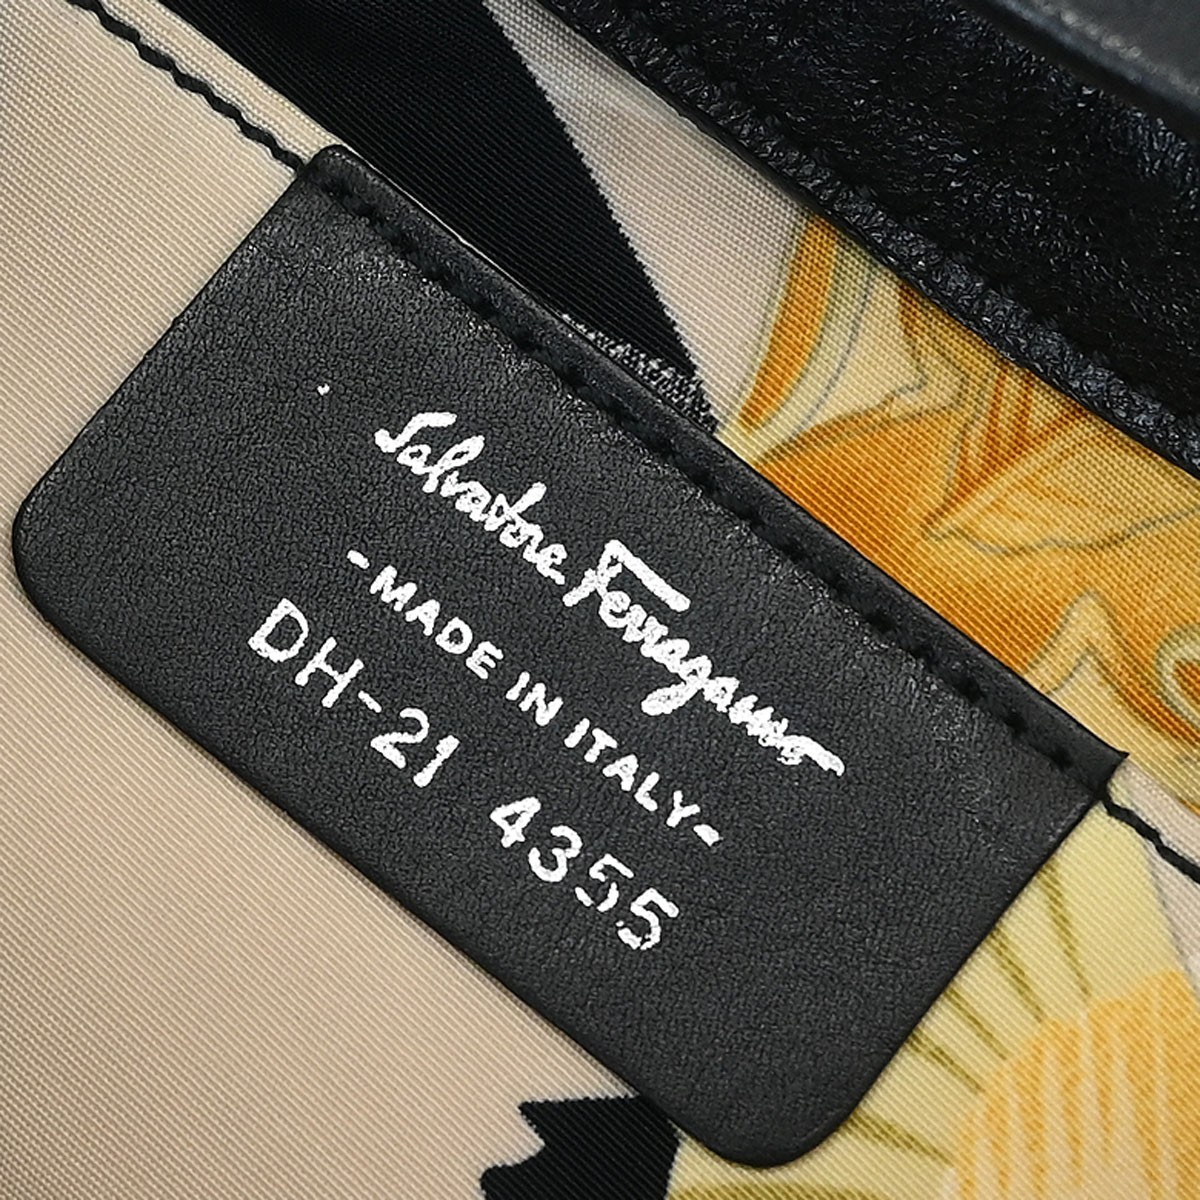 Salvatore Ferragamo
-MADE IN ITALY-
DH-21 4355